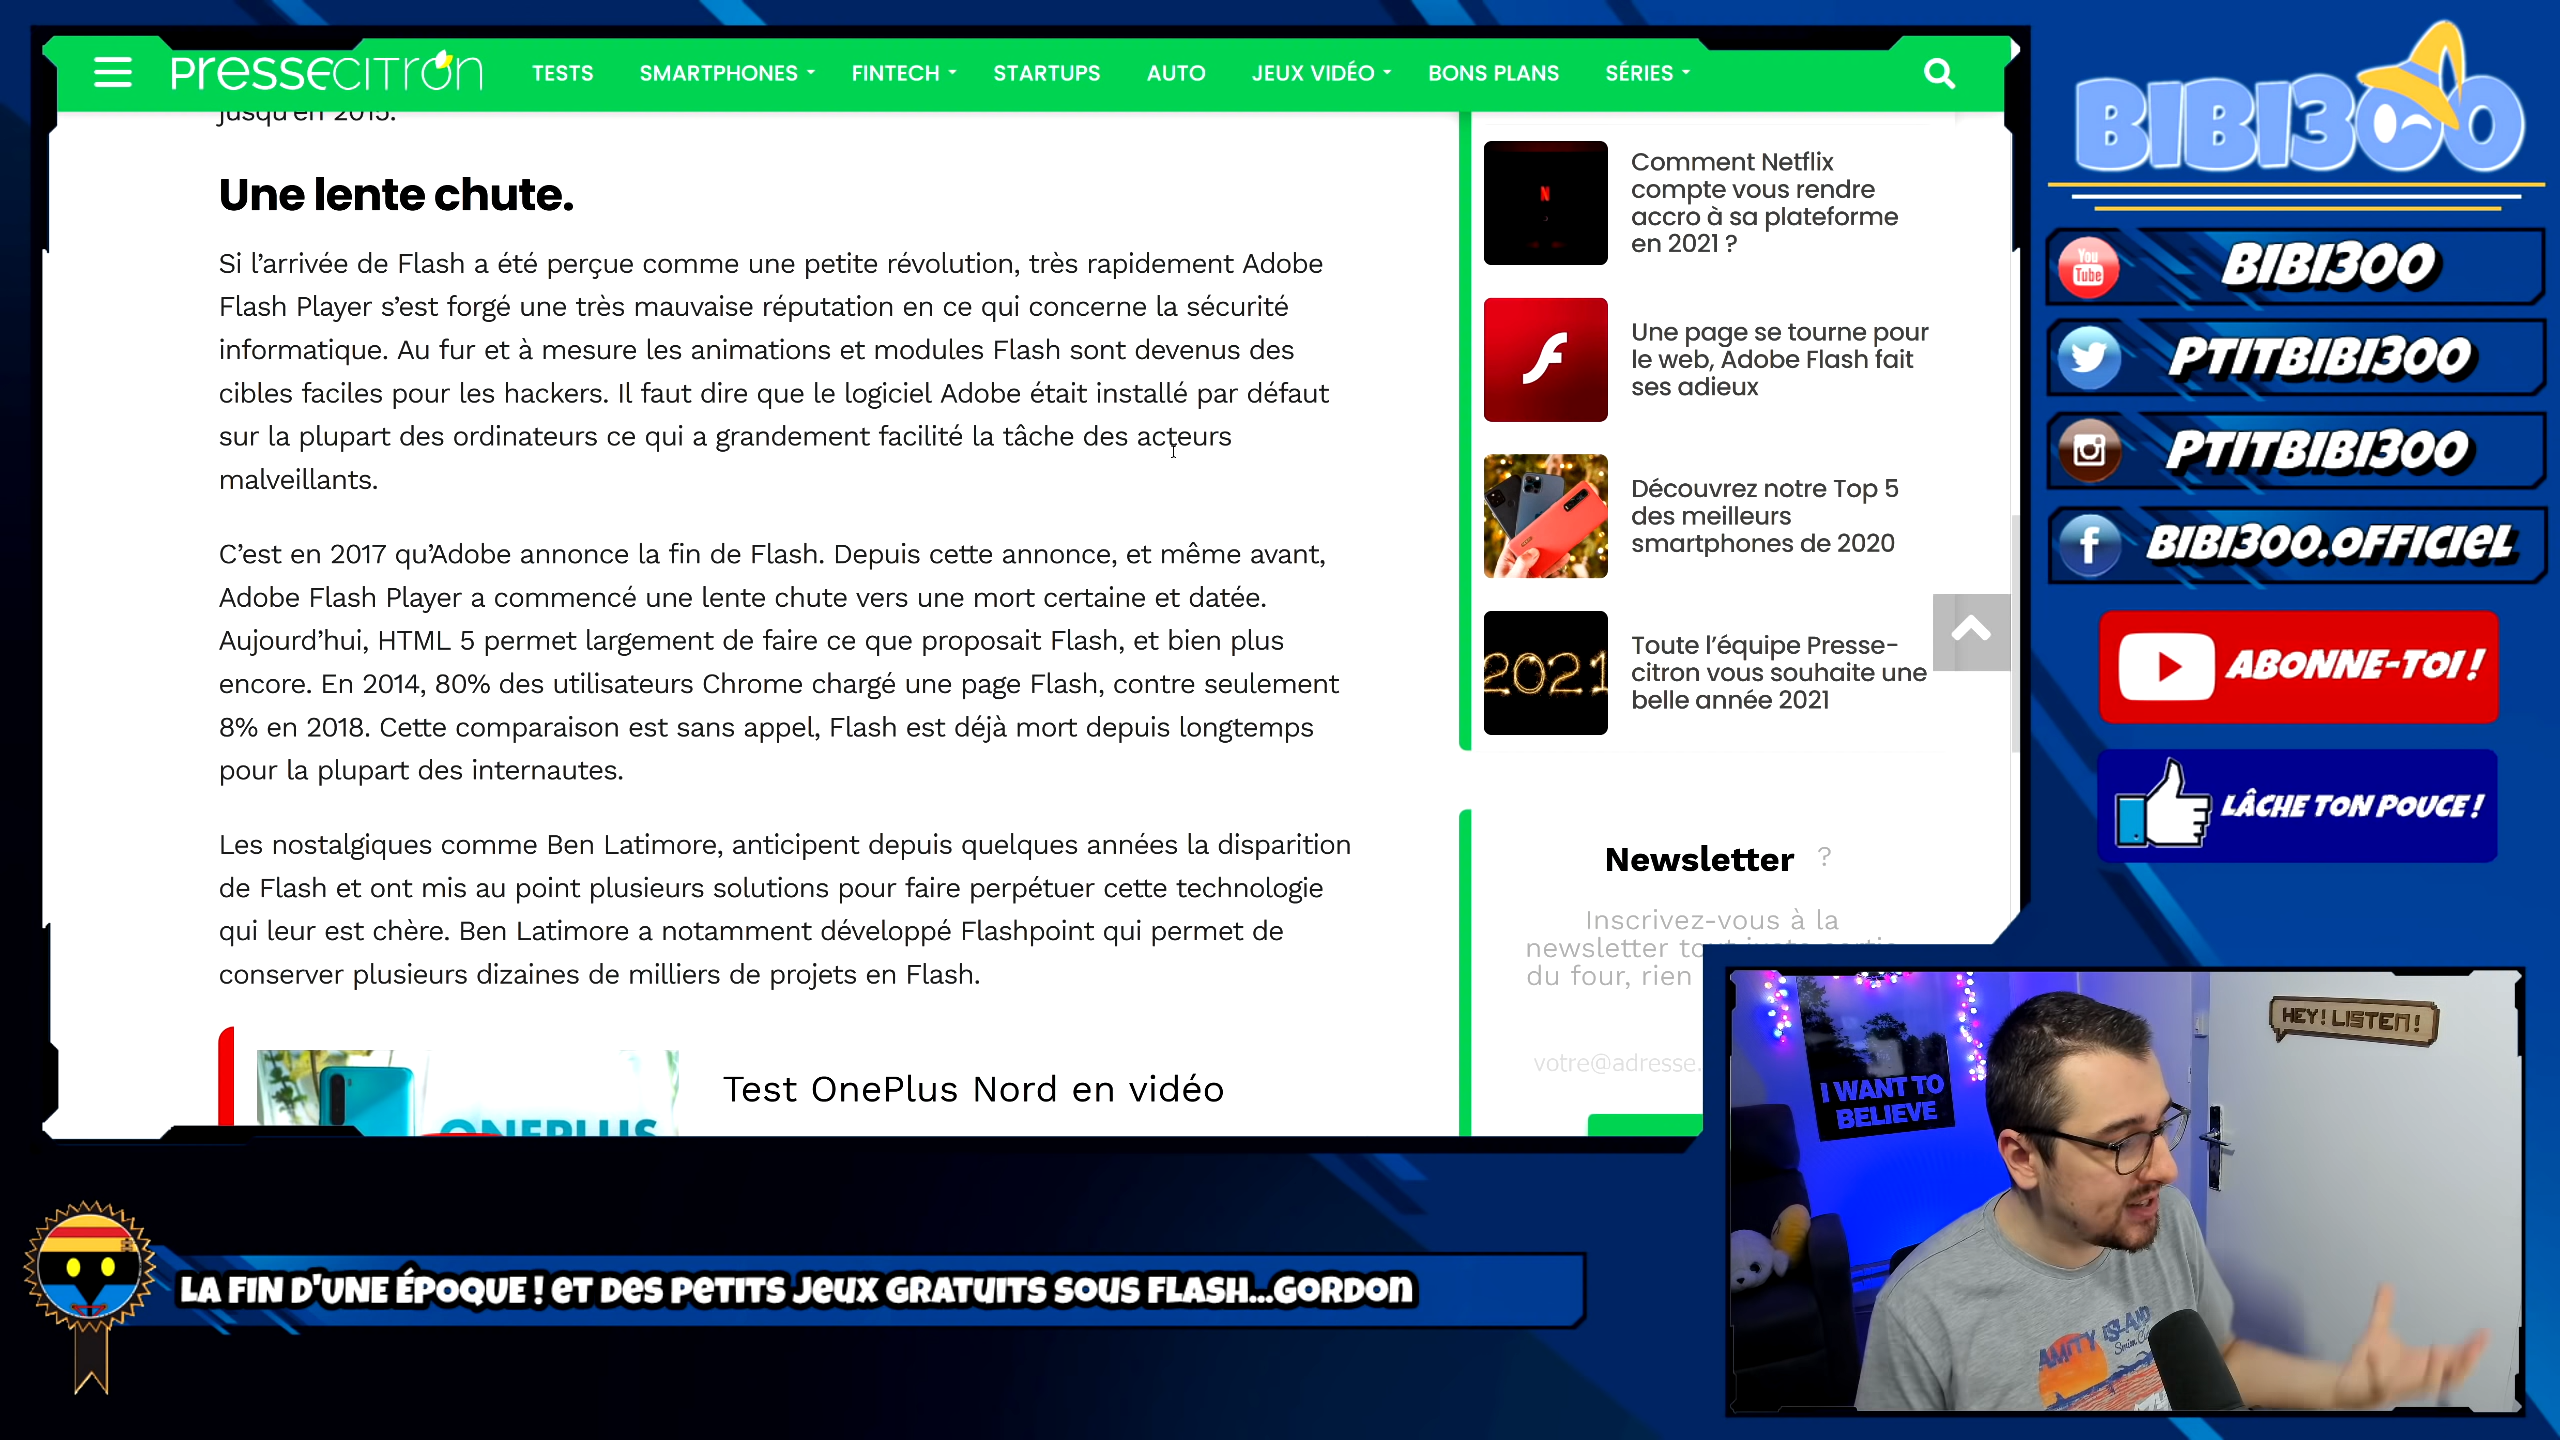 PRESSECITRON
TESTS
SMARTPHONES
FINTECH
STARTUPS
AUTO
JEUX VIDÉO
BONS PLANS
SÉRIES
jusqu'en 2015.
Une lente chute.
Si l’arrivée de Flash a été perçue comme une petite révolution, très rapidement Adobe
Flash Player s’est forgé une très mauvaise réputation en ce qui concerne la sécurité
informatique. Au fur et à mesure les animations et modules Flash sont devenus des
cibles faciles pour les hackers. Il faut dire que le logiciel Adobe était installé par défaut
sur la plupart des ordinateurs ce qui a grandement facilité la tâche des acteurs
malveillants.
C’est en 2017 qu’Adobe annonce la fin de Flash. Depuis cette annonce, et même avant,
Adobe Flash Player a commencé une lente chute vers une mort certaine et datée.
Aujourd’hui, HTML 5 permet largement de faire ce que proposait Flash, et bien plus
encore. En 2014, 80% des utilisateurs Chrome chargé une page Flash, contre seulement
8% en 2018. Cette comparaison est sans appel, Flash est déjà mort depuis longtemps
pour la plupart des internautes.
Les nostalgiques comme Ben Latimore, anticipent depuis quelques années la disparition
de Flash et ont mis au point plusieurs solutions pour faire perpétuer cette technologie
qui leur est chère. Ben Latimore a notamment développé Flashpoint qui permet de
conserver plusieurs dizaines de milliers de projets en Flash.
ONEPLUS
Test OnePlus Nord en vidéo
N
Comment Netflix
compte vous rendre
accro à sa plateforme
en 2021 ?
Une page se tourne pour
le web, Adobe Flash fait
ses adieux
Découvrez notre Top 5
des meilleurs
smartphones de 2020
2021
Toute l’équipe Presse-
citron vous souhaite une
belle année 2021
Newsletter ?
Inscrivez-vous à la
newsletter tout juste sortie
du four, rien
votre@adresse.
BIBI300
You
Tube
BIBI300
PTITBIBI300
PTITBIBI300
f
BIBI300.OFFICIEL
ABONNE-TOI !
LÂCHE TON POUCE !
I WANT TO
BELIEVE
HEY! LISTEN!
AMITY ISLAND
LA FIN D'UNE ÉPOQUE ! ET DES PETITS JEUX GRATUITS SOUS FLASH...GORDON